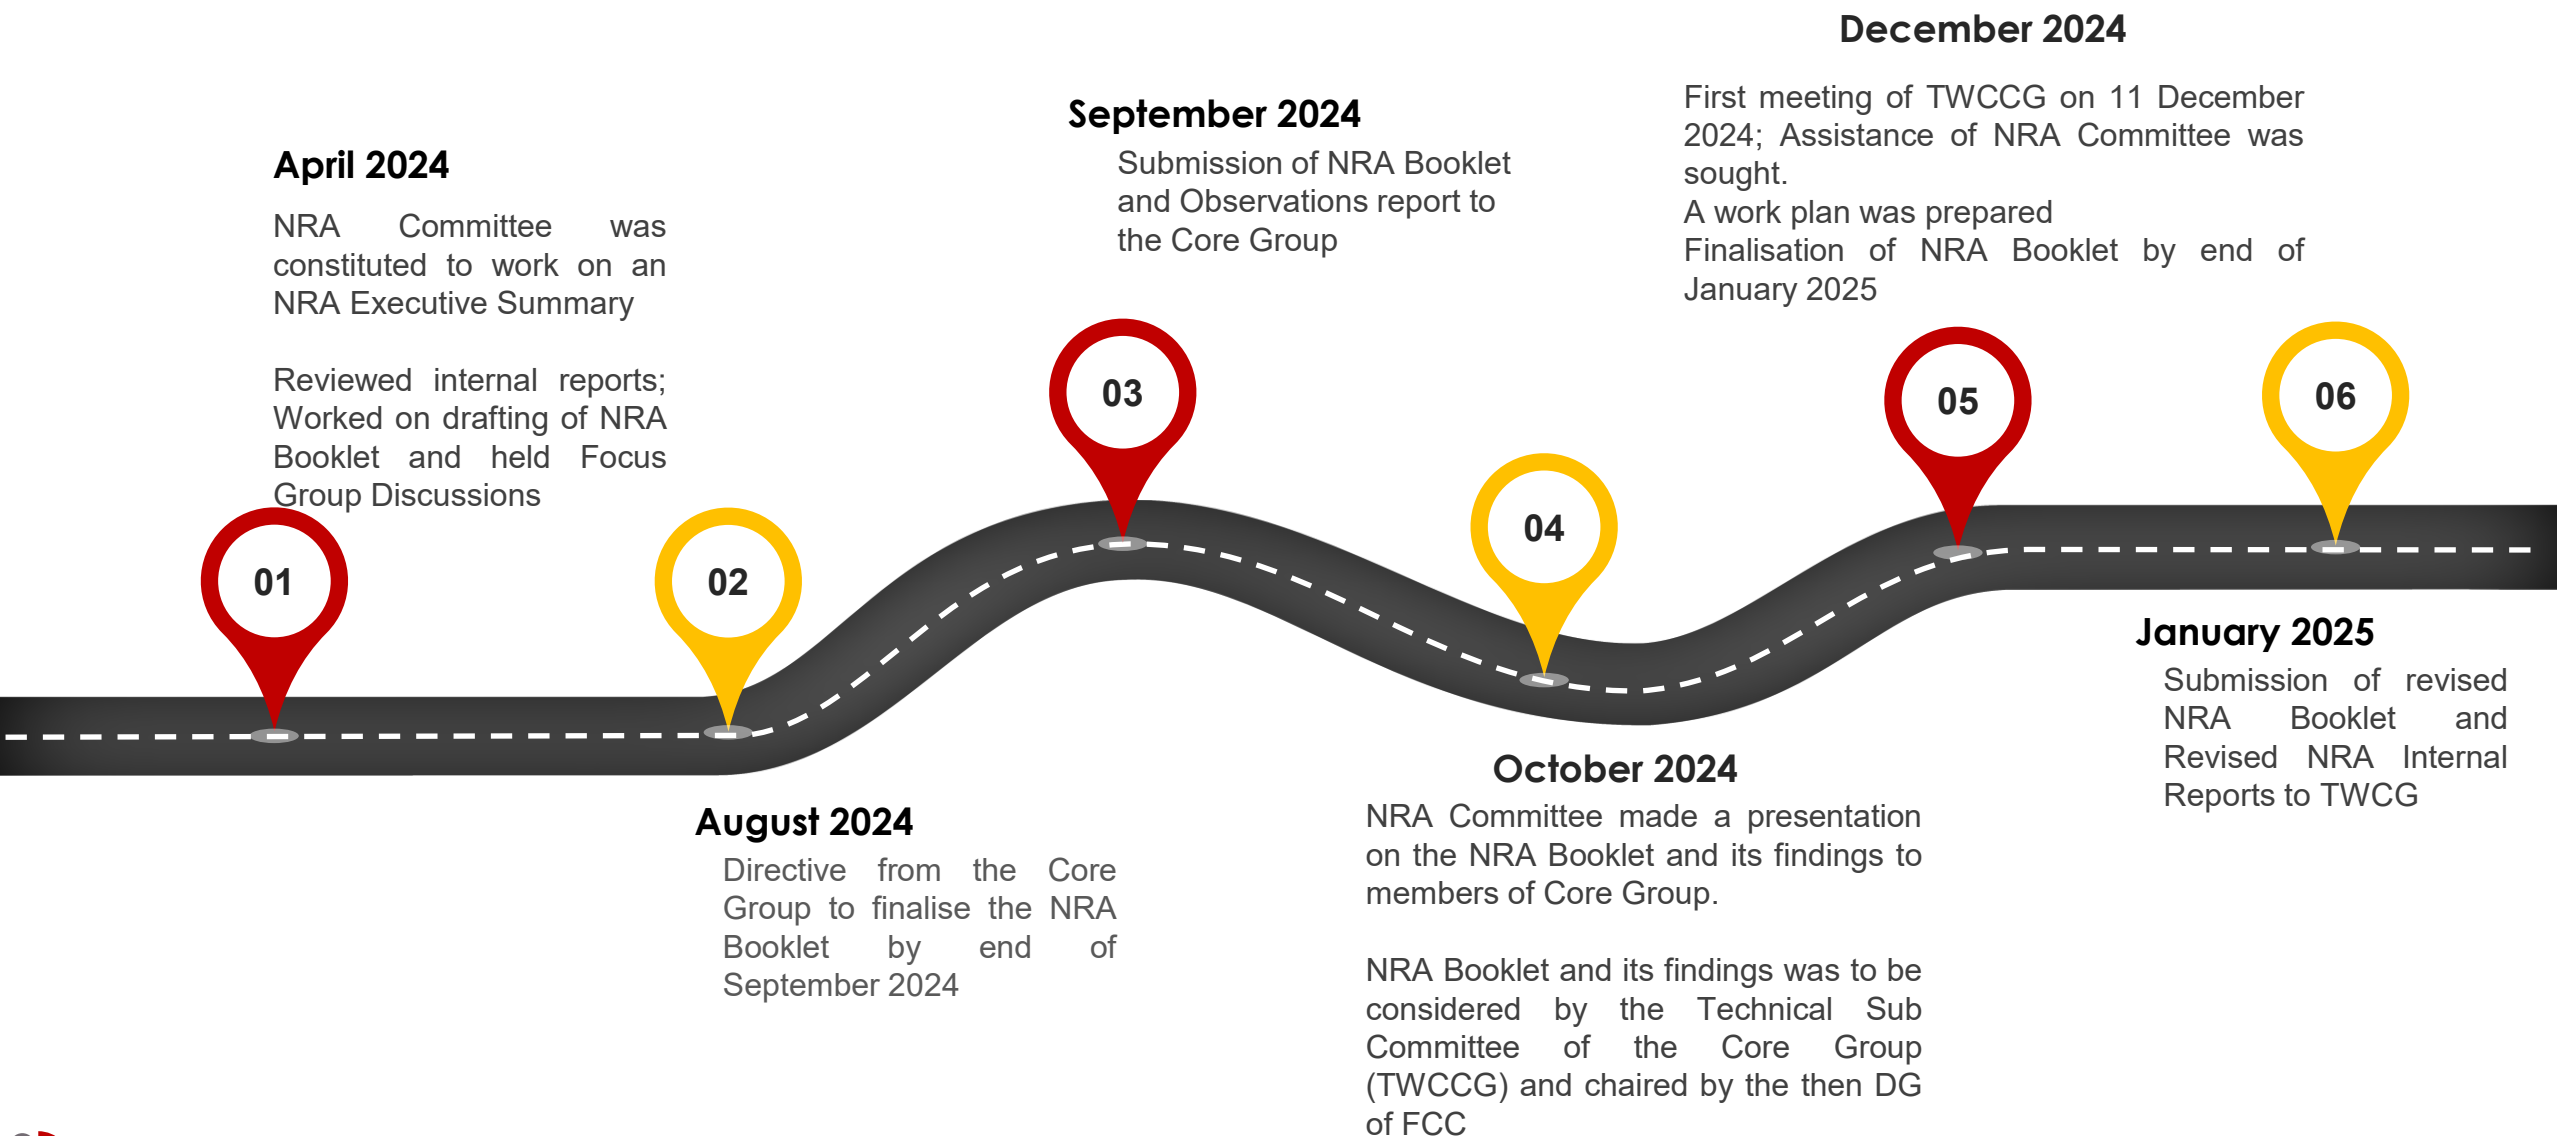 April 2024
NRA Committee was
constituted to work on an
NRA Executive Summary
Reviewed internal reports;
Worked on drafting of NRA
Booklet and held Focus
Group Discussions
01
02
August 2024
Directive from the Core
Group to finalise the NRA
Booklet by end of
September 2024
September 2024
Submission of NRA Booklet
and Observations report to
the Core Group
03
04
October 2024
NRA Committee made a presentation
on the NRA Booklet and its findings to
members of Core Group.
NRA Booklet and its findings was to be
considered by the Technical Sub
Committee of the Core Group
(TWCCG) and chaired by the then DG
of FCC
December 2024
First meeting of TWCCG on 11 December
2024; Assistance of NRA Committee was
sought.
A work plan was prepared
Finalisation of NRA Booklet by end of
January 2025
05
06
January 2025
Submission of revised
NRA Booklet and
Revised NRA Internal
Reports to TWCG